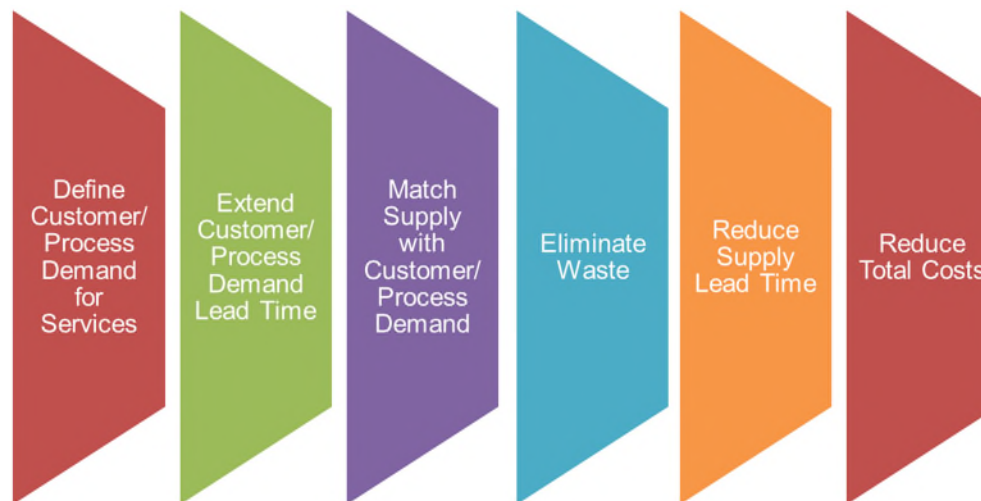 Define
Customer/
Process
Demand
for
Services
Extend
Customer/
Process
Demand
Lead Time
Match
Supply
with
Customer/
Process
Demand
Eliminate
Waste
Reduce
Supply
Lead Time
Reduce
Total Costs